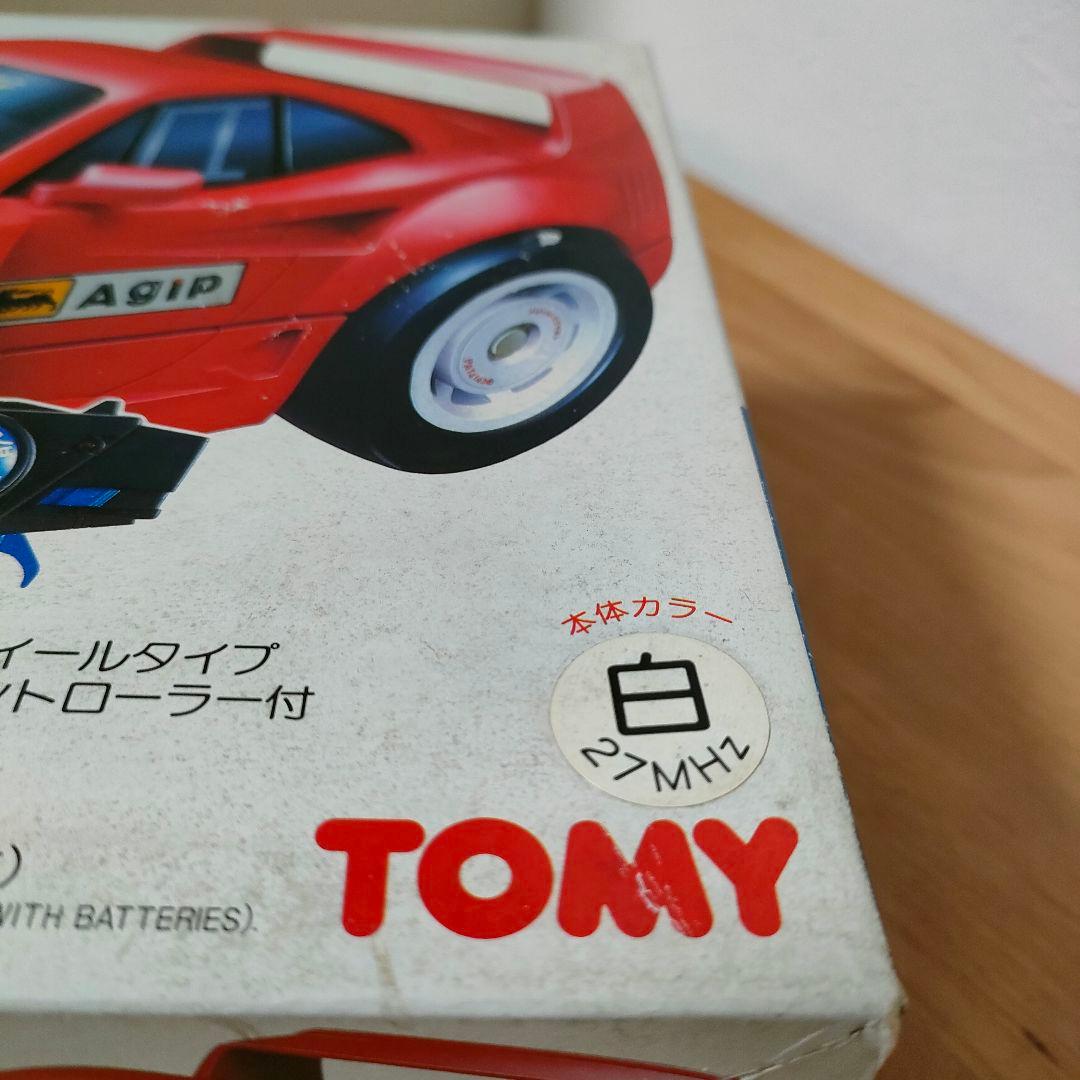 Agip
本体カラー
白
27MHz
イールタイプ
ントローラー付
WITH BATTERIES).
TOMY